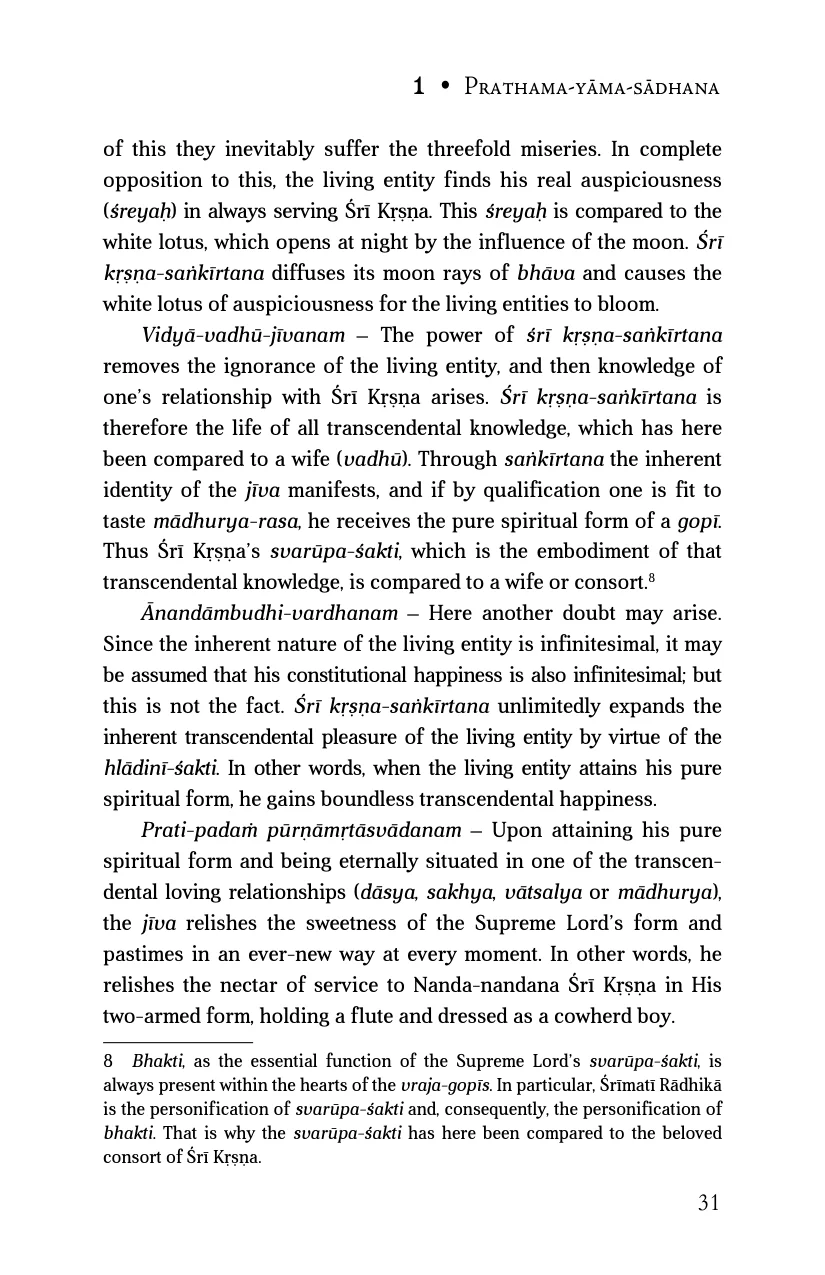 1 • Prathama-yāma-sādhana
of this they inevitably suffer the threefold miseries. In complete
opposition to this, the living entity finds his real auspiciousness
(śreyaḥ) in always serving Śrī Kṛṣṇa. This śreyaḥ is compared to the
white lotus, which opens at night by the influence of the moon. Śrī
kṛṣṇa-saṅkīrtana diffuses its moon rays of bhāva and causes the
white lotus of auspiciousness for the living entities to bloom.
Vidyā-vadhū-jīvanam – The power of śrī kṛṣṇa-saṅkīrtana
removes the ignorance of the living entity, and then knowledge of
one’s relationship with Śrī Kṛṣṇa arises. Śrī kṛṣṇa-saṅkīrtana is
therefore the life of all transcendental knowledge, which has here
been compared to a wife (vadhū). Through saṅkīrtana the inherent
identity of the jīva manifests, and if by qualification one is fit to
taste mādhurya-rasa, he receives the pure spiritual form of a gopī.
Thus Śrī Kṛṣṇa’s svarūpa-śakti, which is the embodiment of that
transcendental knowledge, is compared to a wife or consort.8
Ānandāmbudhi-vardhanam – Here another doubt may arise.
Since the inherent nature of the living entity is infinitesimal, it may
be assumed that his constitutional happiness is also infinitesimal; but
this is not the fact. Śrī kṛṣṇa-saṅkīrtana unlimitedly expands the
inherent transcendental pleasure of the living entity by virtue of the
hlādinī-śakti. In other words, when the living entity attains his pure
spiritual form, he gains boundless transcendental happiness.
Prati-padaṁ pūrṇāmṛtāsvādanam – Upon attaining his pure
spiritual form and being eternally situated in one of the transcen-
dental loving relationships (dāsya, sakhya, vātsalya or mādhurya),
the jīva relishes the sweetness of the Supreme Lord’s form and
pastimes in an ever-new way at every moment. In other words, he
relishes the nectar of service to Nanda-nandana Śrī Kṛṣṇa in His
two-armed form, holding a flute and dressed as a cowherd boy.
8 Bhakti, as the essential function of the Supreme Lord’s svarūpa-śakti, is
always present within the hearts of the vraja-gopīs. In particular, Śrīmatī Rādhikā
is the personification of svarūpa-śakti and, consequently, the personification of
bhakti. That is why the svarūpa-śakti has here been compared to the beloved
consort of Śrī Kṛṣṇa.
31